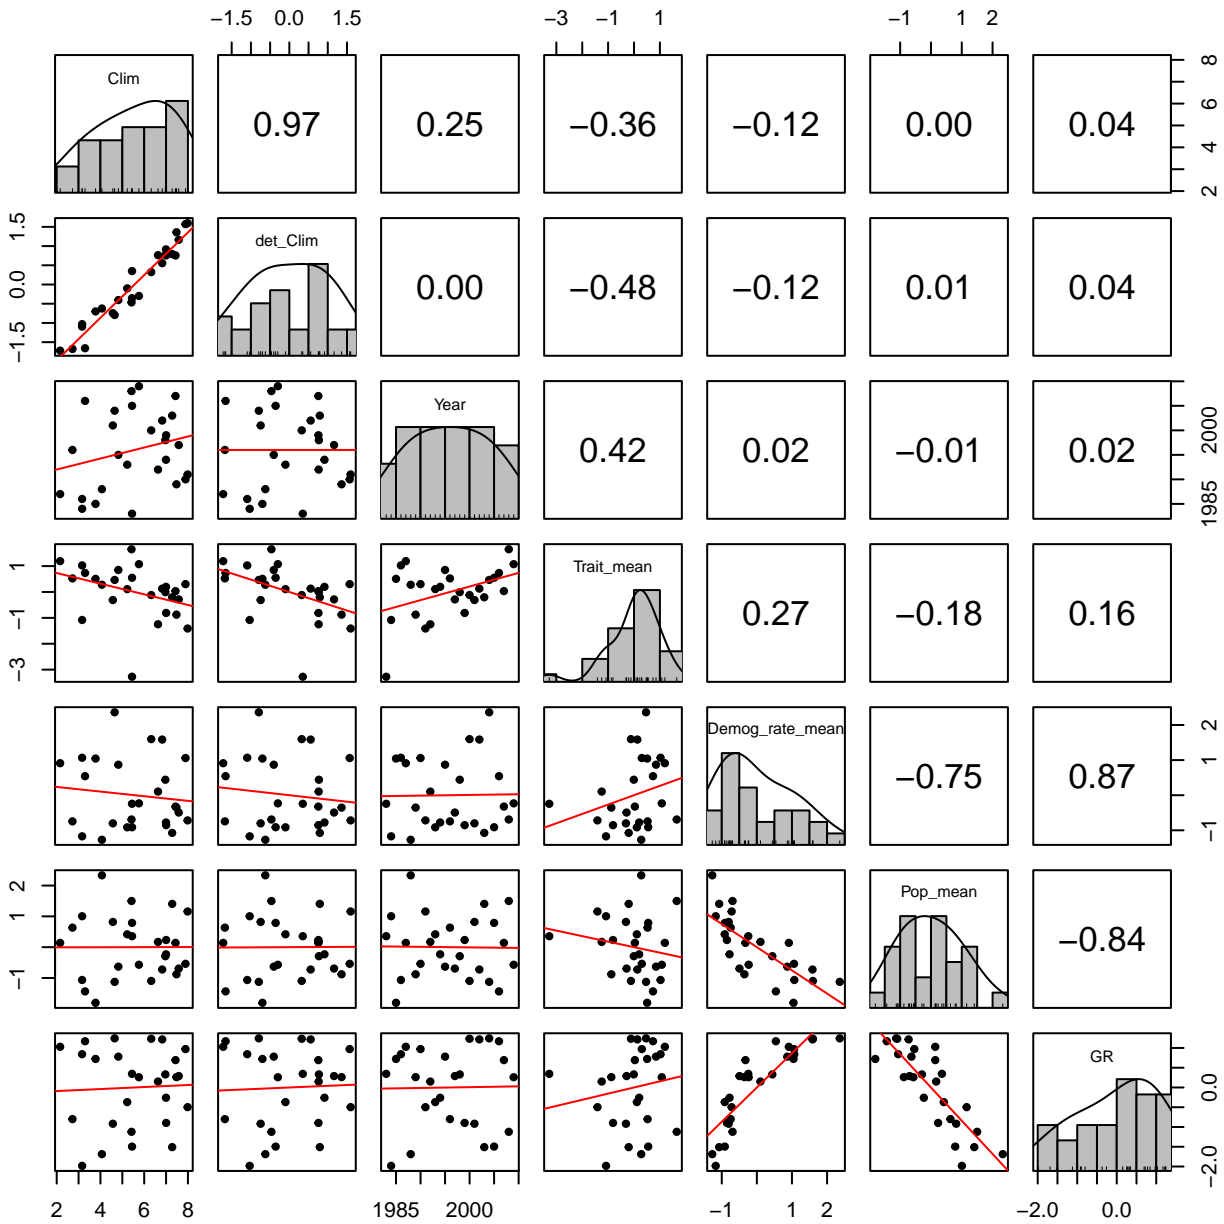 −1.5 0.0 1.5 −3 −1 1 −1 1 2
Clim 0.97 0.25 −0.36 −0.12 0.00 0.04
2 4 6 8
−1.5 0.0 1.5
det_Clim 0.00 −0.48 −0.12 0.01 0.04
Year 0.42 0.02 −0.01 0.02
1985 2000
−3 −1 1
Trait_mean 0.27 −0.18 0.16
Demog_rate_mean −0.75 0.87
−1 1 2
−1 1 2
Pop_mean −0.84
GR
−2.0 0.0
2 4 6 8 1985 2000 −1 1 2 −2.0 0.0